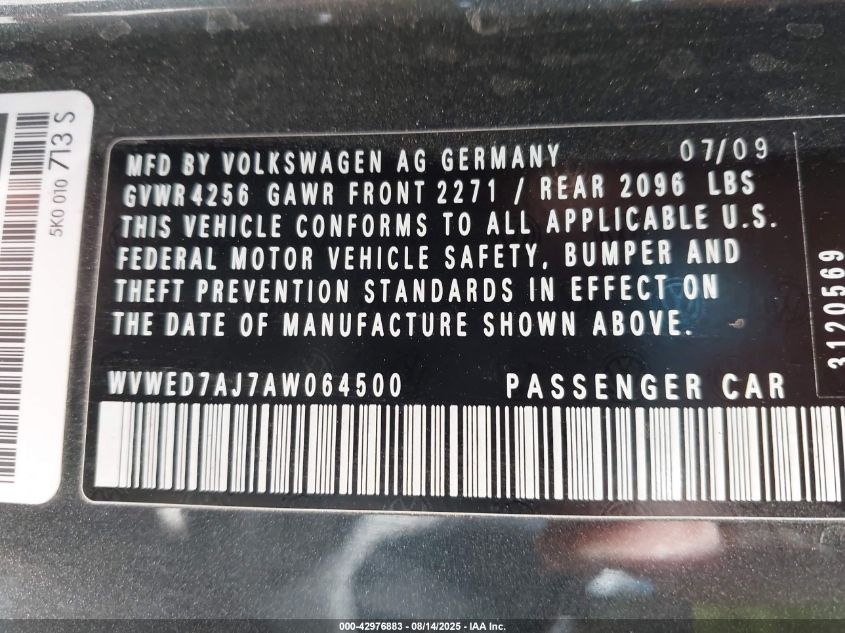 5K0 010 713 S
MFD BY VOLKSWAGEN AG GERMANY 07/09
GVWR 4256 GAWR FRONT 2271 / REAR 2096 LBS
THIS VEHICLE CONFORMS TO ALL APPLICABLE U.S.
FEDERAL MOTOR VEHICLE SAFETY, BUMPER AND
THEFT PREVENTION STANDARDS IN EFFECT ON
THE DATE OF MANUFACTURE SHOWN ABOVE.
WVWED7AJ7AW064500 PASSENGER CAR
3120569
000-42976883 - 08/14/2025 - IAA Inc.